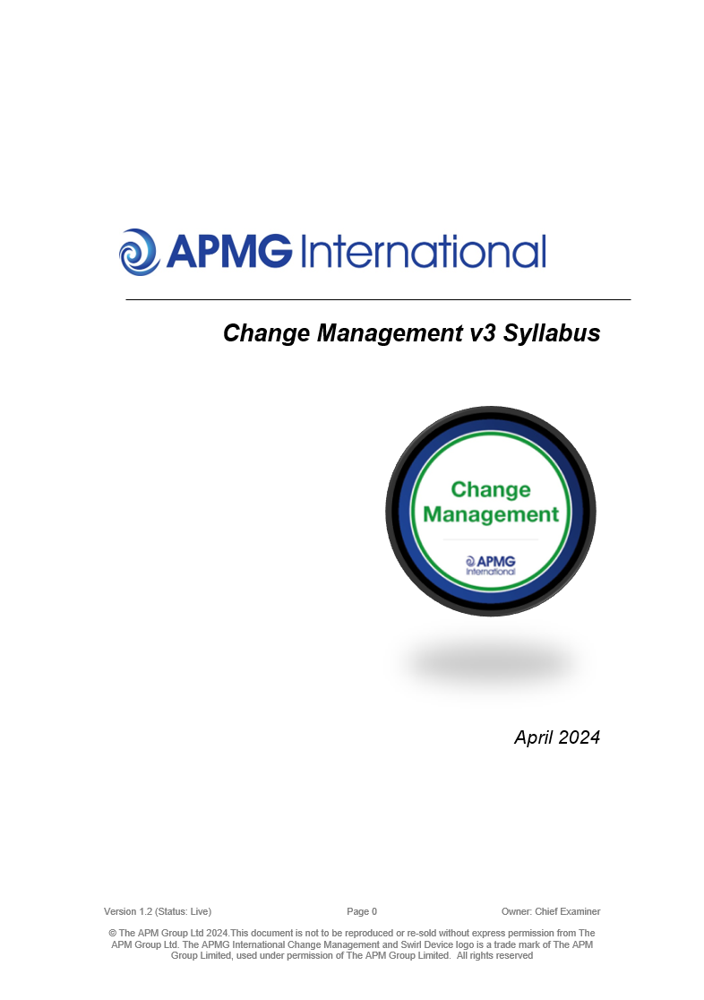 APMG International
Change Management v3 Syllabus
Change
Management
APMG
International
April 2024
Version 1.2 (Status: Live) Page 0 Owner: Chief Examiner
© The APM Group Ltd 2024.This document is not to be reproduced or re-sold without express permission from The
APM Group Ltd. The APMG International Change Management and Swirl Device logo is a trade mark of The APM
Group Limited, used under permission of The APM Group Limited.  All rights reserved